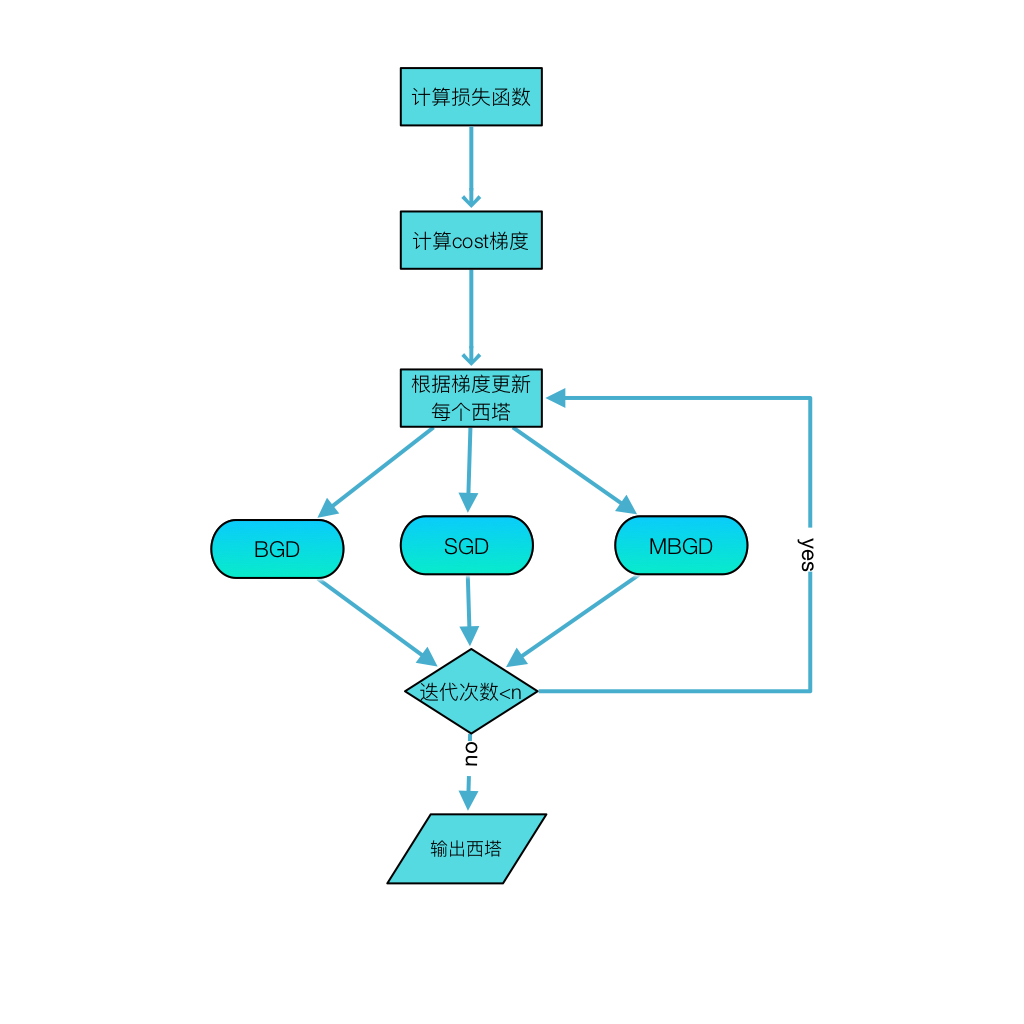 计算损失函数
计算cost梯度
根据梯度更新
每个西塔
BGD
SGD
MBGD
yes
迭代次数<n
no
输出西塔